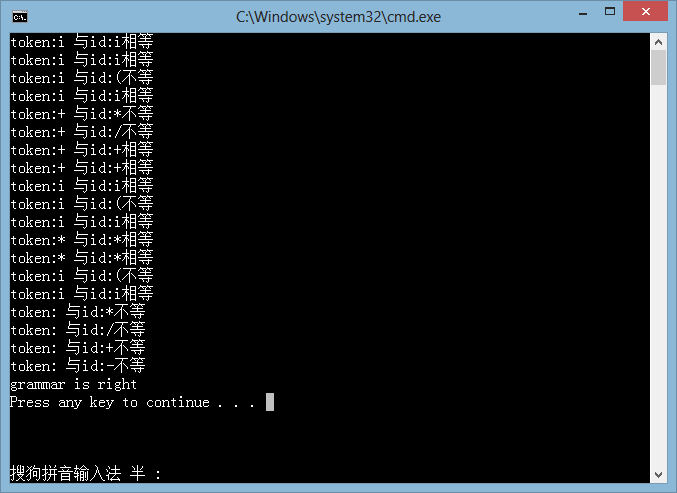 C:\Windows\system32\cmd.exe
token:i 与id:i相等
token:i 与id:i相等
token:i 与id:(不等
token:i 与id:i相等
token:+ 与id:*不等
token:+ 与id:/不等
token:+ 与id:+相等
token:+ 与id:+相等
token:i 与id:i相等
token:i 与id:(不等
token:i 与id:i相等
token:* 与id:*相等
token:* 与id:*相等
token:i 与id:(不等
token:i 与id:i相等
token: 与id:*不等
token: 与id:/不等
token: 与id:+不等
token: 与id:-不等
grammar is right
Press any key to continue . . .
搜狗拼音输入法 半 :